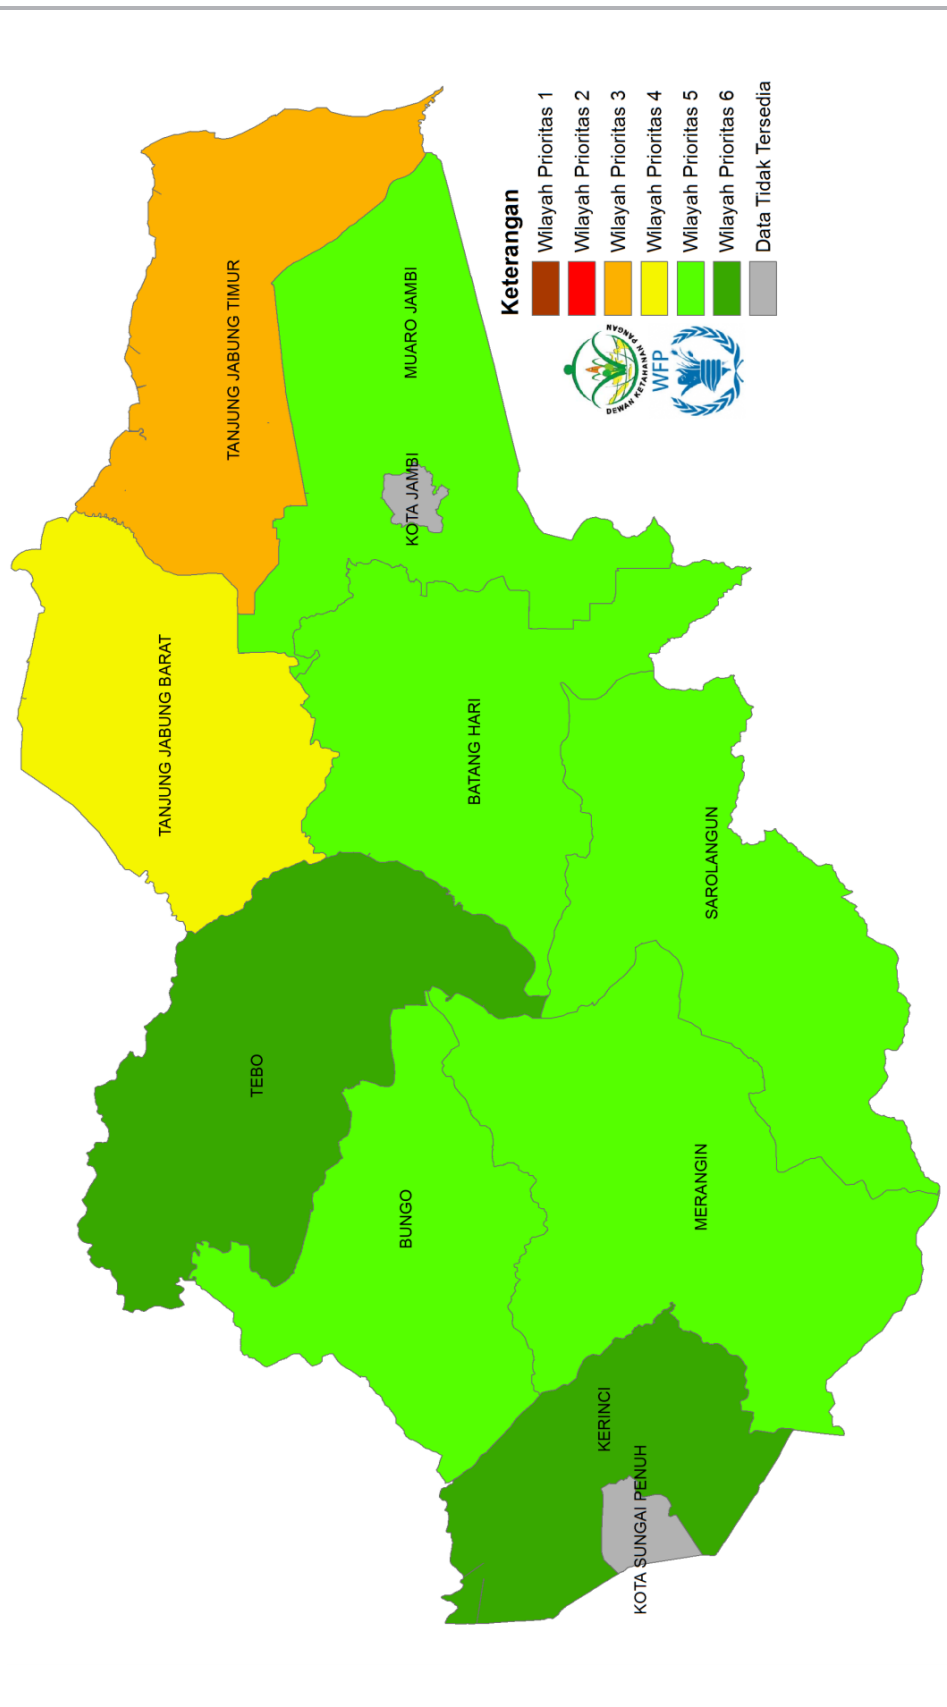 KOTA SUNGAI PENUH
KERINCI
MERANGIN
BUNGO
TEBO
SAROLANGUN
BATANG HARI
TANJUNG JABUNG BARAT
KOTA JAMBI
MUARO JAMBI
TANJUNG JABUNG TIMUR
DEWAN KETAHANAN PANGAN
WFP
Keterangan
Wilayah Prioritas 1
Wilayah Prioritas 2
Wilayah Prioritas 3
Wilayah Prioritas 4
Wilayah Prioritas 5
Wilayah Prioritas 6
Data Tidak Tersedia